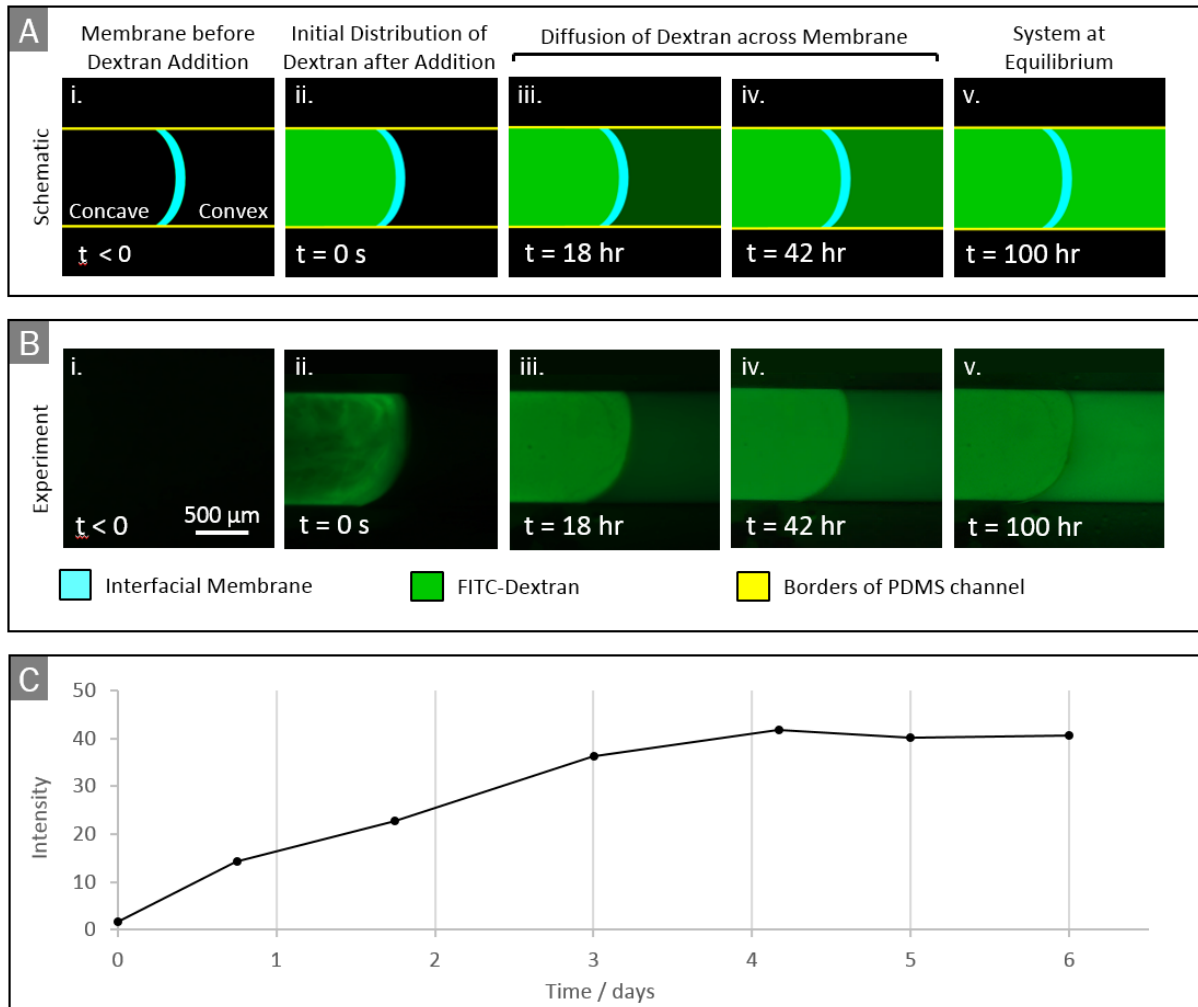 A
Membrane before
Dextran Addition
Initial Distribution of
Dextran after Addition
Diffusion of Dextran across Membrane
System at
Equilibrium
Schematic
i.
ii.
iii.
iv.
v.
Concave
Convex
t < 0
t = 0 s
t = 18 hr
t = 42 hr
t = 100 hr
B
Experiment
i.
ii.
iii.
iv.
v.
500 µm
t < 0
t = 0 s
t = 18 hr
t = 42 hr
t = 100 hr
Interfacial Membrane
FITC-Dextran
Borders of PDMS channel
C
Intensity
50
40
30
20
10
0
0 1 2 3 4 5 6
Time / days